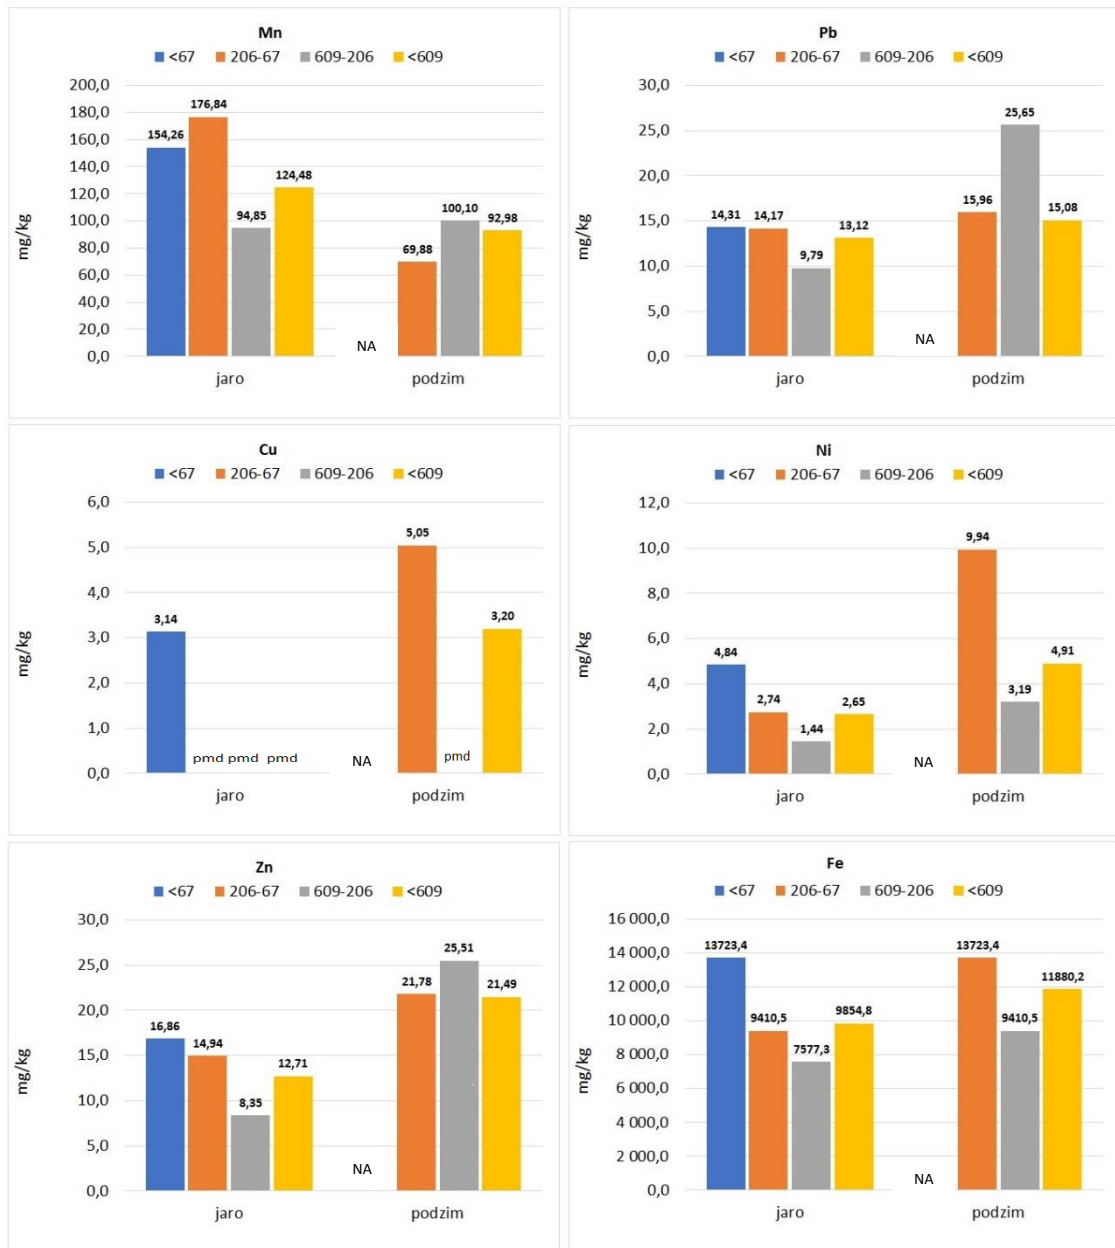 Mn
<67 206-67 609-206 <609
mg/kg
200,0
180,0
160,0
140,0
120,0
100,0
80,0
60,0
40,0
20,0
0,0
154,26
176,84
94,85
124,48
NA
69,88
100,10
92,98
jaro podzim
Pb
<67 206-67 609-206 <609
mg/kg
30,0
25,0
20,0
15,0
10,0
5,0
0,0
14,31
14,17
9,79
13,12
NA
15,96
25,65
15,08
jaro podzim
Cu
<67 206-67 609-206 <609
mg/kg
6,0
5,0
4,0
3,0
2,0
1,0
0,0
3,14
pmd pmd pmd
NA
5,05
pmd
3,20
jaro podzim
Ni
<67 206-67 609-206 <609
mg/kg
12,0
10,0
8,0
6,0
4,0
2,0
0,0
4,84
2,74
1,44
2,65
NA
9,94
3,19
4,91
jaro podzim
Zn
<67 206-67 609-206 <609
mg/kg
30,0
25,0
20,0
15,0
10,0
5,0
0,0
16,86
14,94
8,35
12,71
NA
21,78
25,51
21,49
jaro podzim
Fe
<67 206-67 609-206 <609
mg/kg
16 000,0
14 000,0
12 000,0
10 000,0
8 000,0
6 000,0
4 000,0
2 000,0
0,0
13723,4
9410,5
7577,3
9854,8
NA
13723,4
9410,5
11880,2
jaro podzim